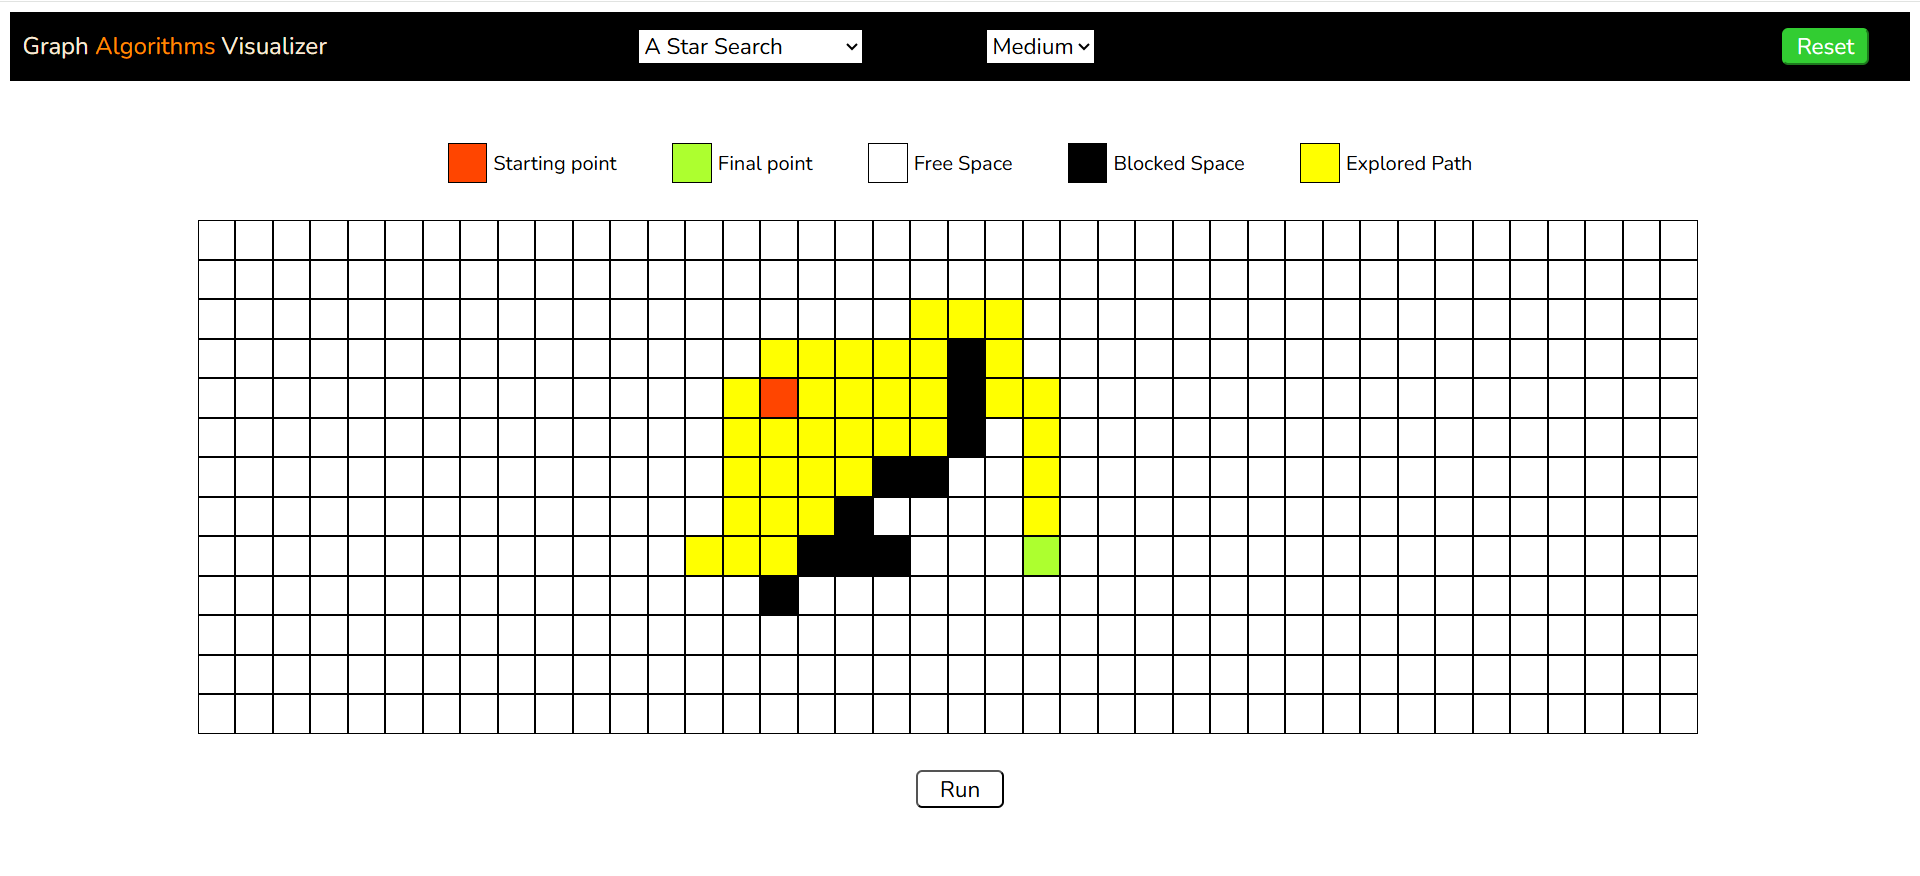 Graph Algorithms Visualizer
A Star Search
Medium
Reset
Starting point
Final point
Free Space
Blocked Space
Explored Path
Run